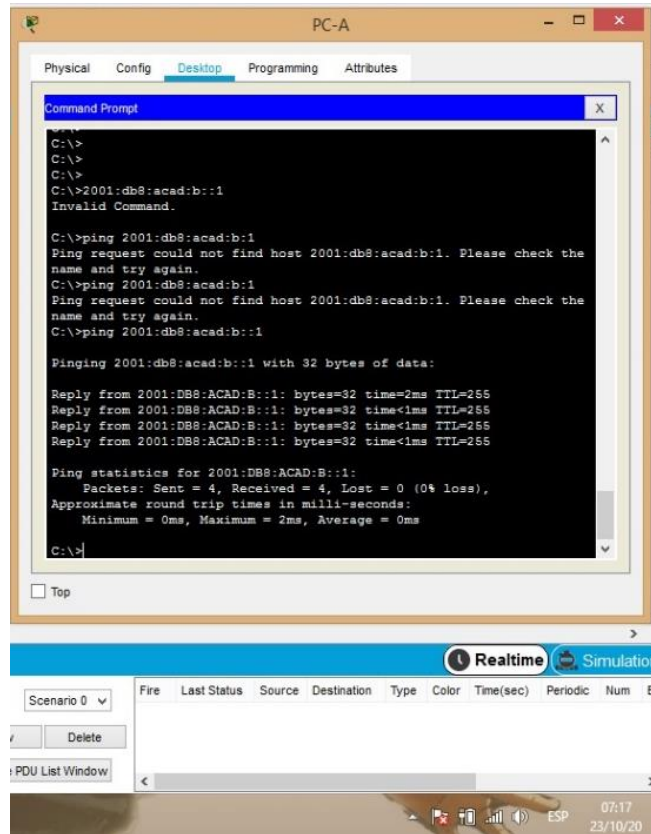 PC-A
Physical Config Desktop Programming Attributes
Command Prompt
X
C:\>
C:\>
C:\>
C:\>2001:db8:acad:b::1
Invalid Command.
C:\>ping 2001:db8:acad:b:1
Ping request could not find host 2001:db8:acad:b:1. Please check the
name and try again.
C:\>ping 2001:db8:acad:b:1
Ping request could not find host 2001:db8:acad:b:1. Please check the
name and try again.
C:\>ping 2001:db8:acad:b::1
Pinging 2001:db8:acad:b::1 with 32 bytes of data:
Reply from 2001:DB8:ACAD:B::1: bytes=32 time=2ms TTL=255
Reply from 2001:DB8:ACAD:B::1: bytes=32 time<1ms TTL=255
Reply from 2001:DB8:ACAD:B::1: bytes=32 time<1ms TTL=255
Reply from 2001:DB8:ACAD:B::1: bytes=32 time<1ms TTL=255
Ping statistics for 2001:DB8:ACAD:B::1:
Packets: Sent = 4, Received = 4, Lost = 0 (0% loss),
Approximate round trip times in milli-seconds:
Minimum = 0ms, Maximum = 2ms, Average = 0ms
C:\>
Top
Realtime Simulatio
Scenario 0 Fire Last Status Source Destination Type Color Time(sec) Periodic Num
Delete
PDU List Window
ESP 07:17
23/10/20